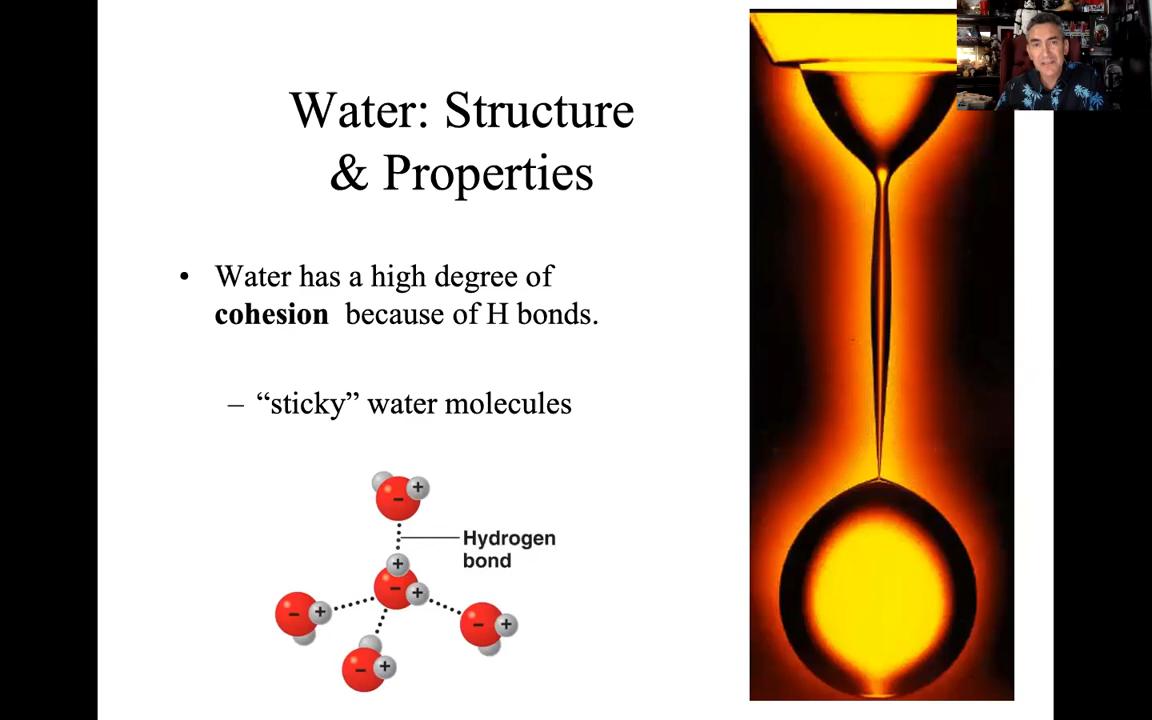 Water: Structure
& Properties
• Water has a high degree of
cohesion because of H bonds.
– “sticky” water molecules
+
-
Hydrogen
bond
+
-
+
-
+
-
+
-
+